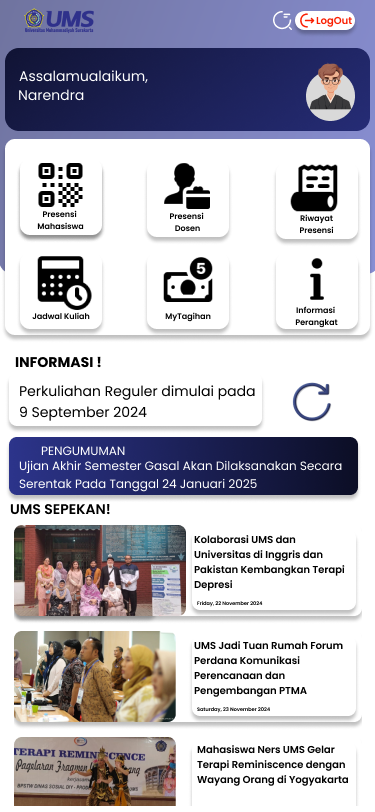 UMS
Universitas Muhammadiyah Surakarta
LogOut
Assalamualaikum,
Narendra
Presensi
Mahasiswa
Presensi
Dosen
Riwayat
Presensi
Jadwal Kuliah
5
MyTagihan
Informasi
Perangkat
INFORMASI !
Perkuliahan Reguler dimulai pada
9 September 2024
PENGUMUMAN
Ujian Akhir Semester Gasal Akan Dilaksanakan Secara
Serentak Pada Tanggal 24 Januari 2025
UMS SEPEKAN!
Kolaborasi UMS dan
Universitas di Inggris dan
Pakistan Kembangkan Terapi
Depresi
Friday, 22 November 2024
UMS Jadi Tuan Rumah Forum
Perdana Komunikasi
Perencanaan dan
Pengembangan PTMA
Saturday, 23 November 2024
TERAPI REMINISCENCE
Pagelaran Fragmen
Mahasiswa Ners UMS Gelar
Terapi Reminiscence dengan
Wayang Orang di Yogyakarta